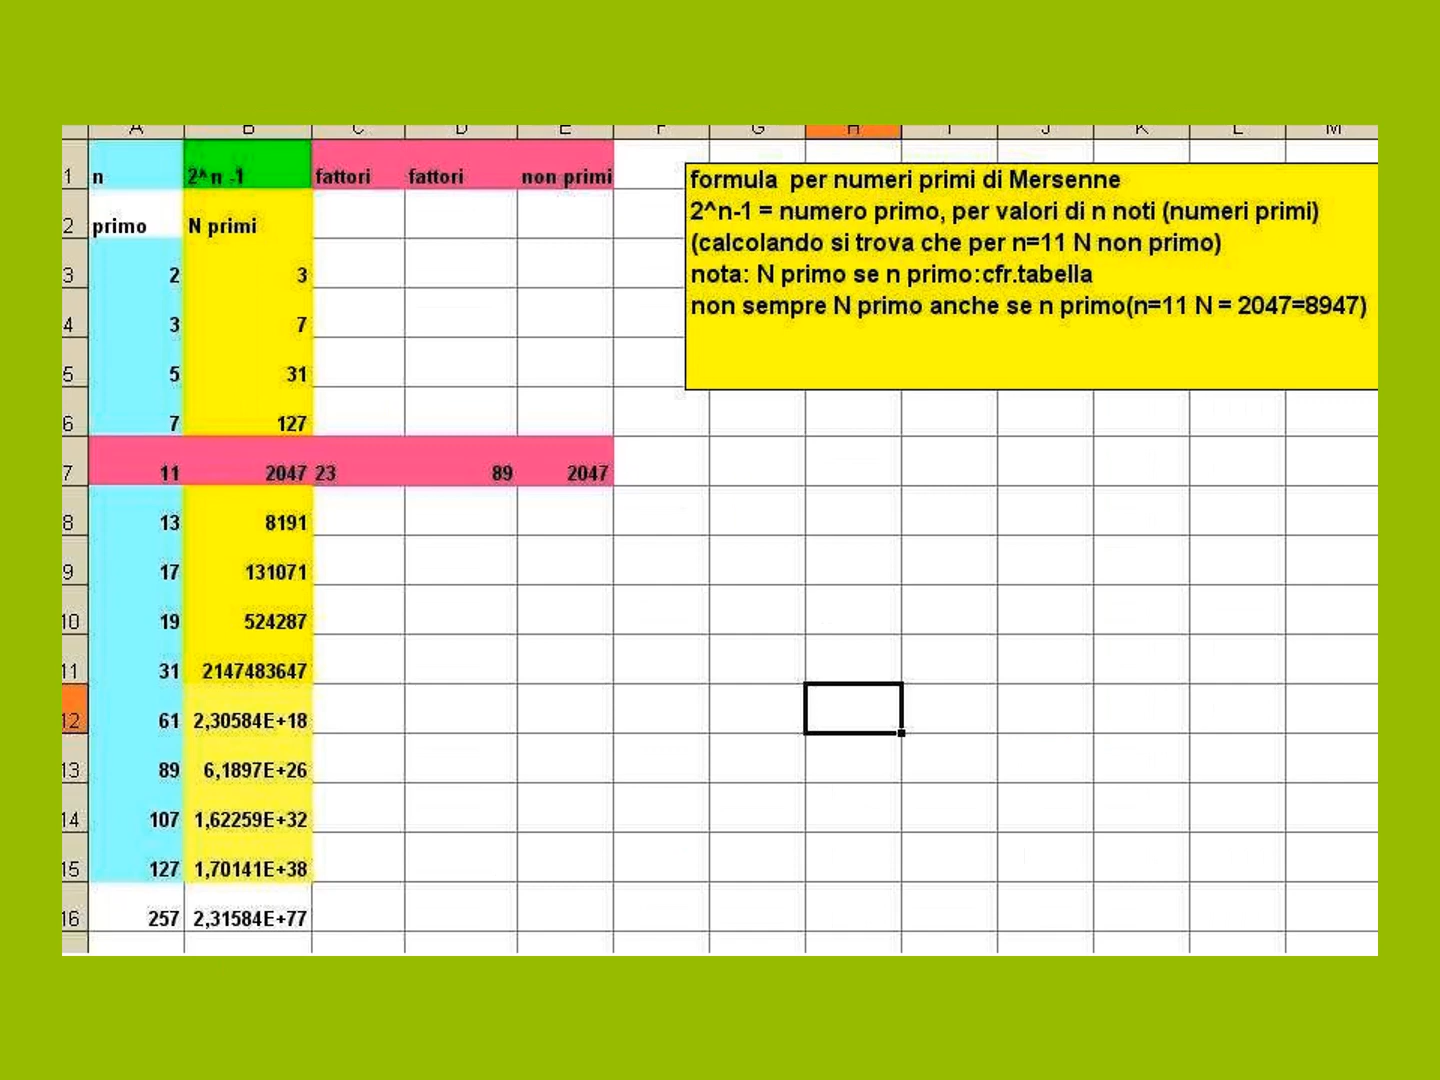 A B C D E F G H I J K L M
1 n 2^n -1 fattori fattori non primi
2 primo N primi
3 2 3
4 3 7
5 5 31
6 7 127
7 11 2047 23 89 2047
8 13 8191
9 17 131071
10 19 524287
11 31 2147483647
12 61 2,30584E+18
13 89 6,1897E+26
14 107 1,62259E+32
15 127 1,70141E+38
16 257 2,31584E+77
formula per numeri primi di Mersenne
2^n-1 = numero primo, per valori di n noti (numeri primi)
(calcolando si trova che per n=11 N non primo)
nota: N primo se n primo:cfr.tabella
non sempre N primo anche se n primo(n=11 N = 2047=8947)